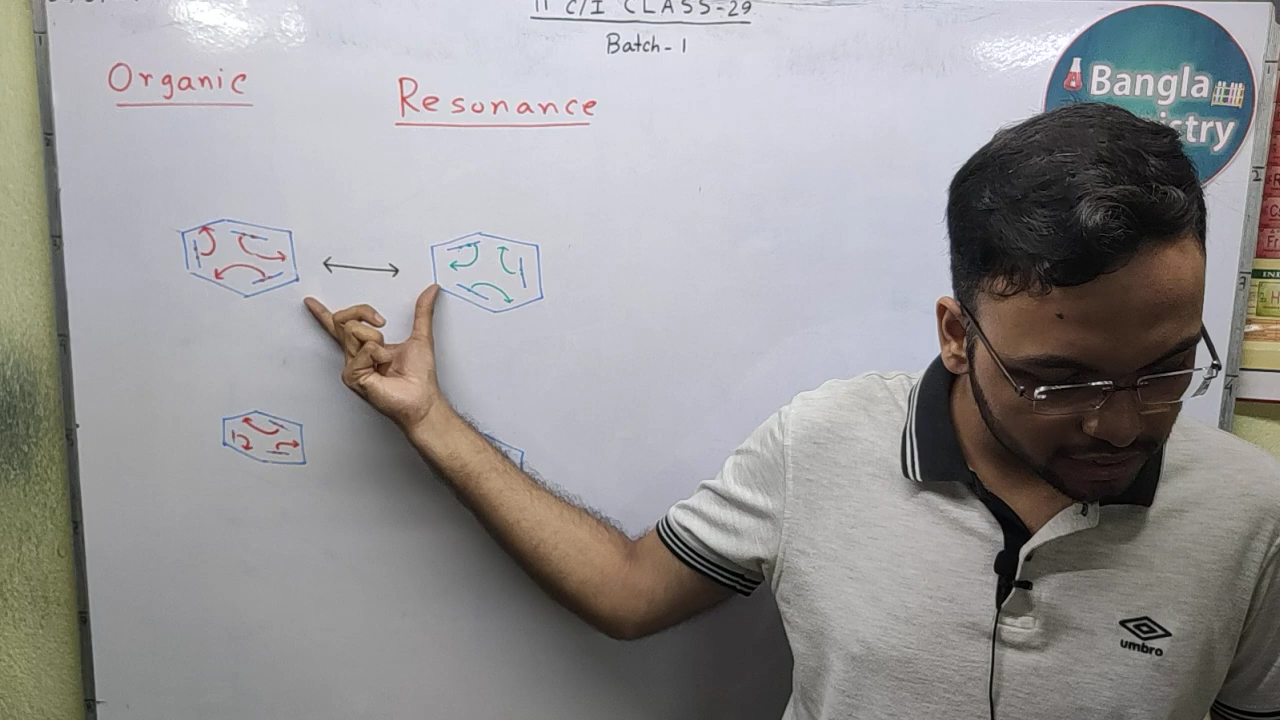 C/I CLASS-29
Batch-1
Organic
Resonance
Bangla
istry
umbro